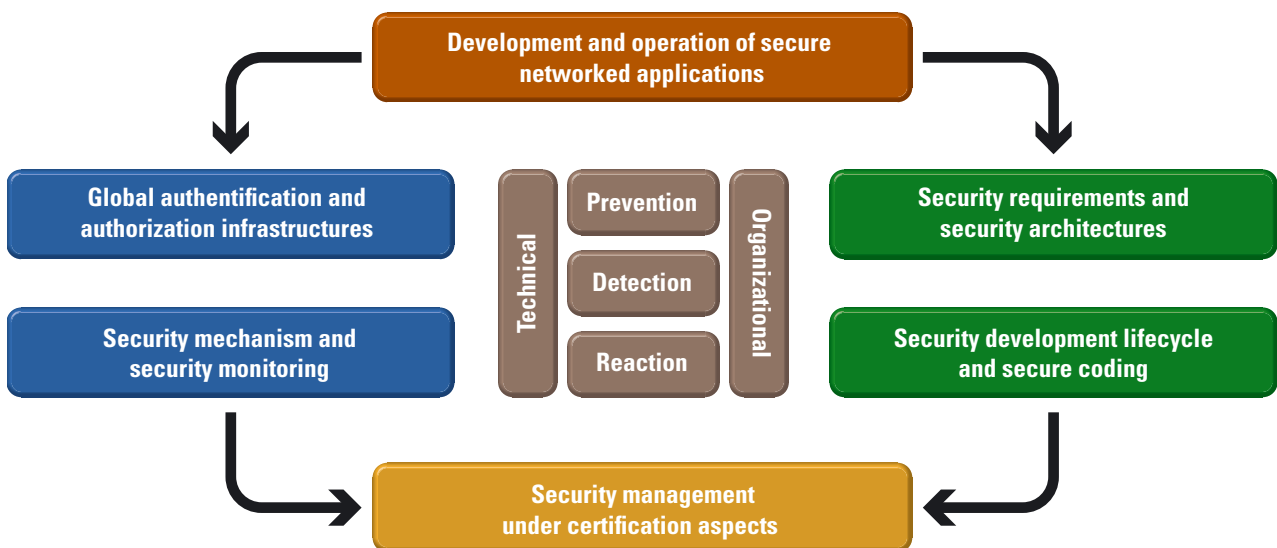 Development and operation of secure
networked applications
Global authentification and
authorization infrastructures
Security mechanism and
security monitoring
Technical
Prevention
Detection
Reaction
Organizational
Security requirements and
security architectures
Security development lifecycle
and secure coding
Security management
under certification aspects